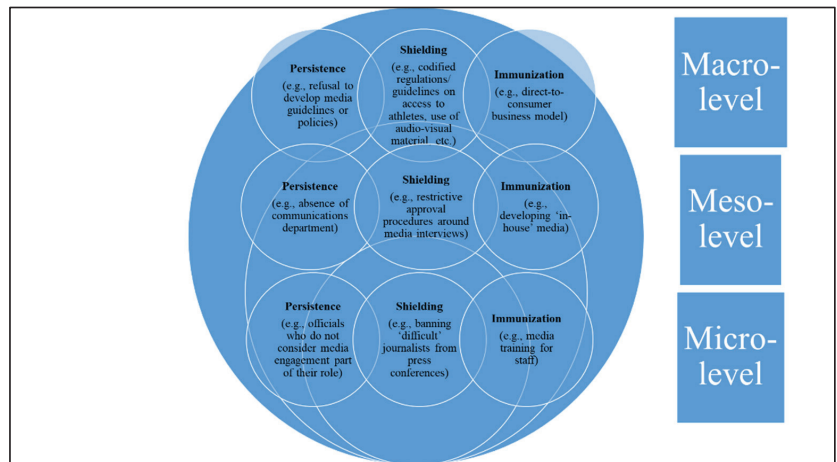 Persistence
(e.g., refusal to
develop media
guidelines or
policies)
Shielding
(e.g., codified
regulations/
guidelines on
access to
athletes, use of
audio-visual
material, etc.)
Immunization
(e.g., direct-to-
consumer
business model)
Macro-
level
Persistence
(e.g., absence of
communications
department)
Shielding
(e.g., restrictive
approval
procedures around
media interviews)
Immunization
(e.g.,
developing ‘in-
house’ media)
Meso-
level
Persistence
(e.g., officials
who do not
consider media
engagement part
of their role)
Shielding
(e.g., banning
‘difficult’
journalists from
press
conferences)
Immunization
(e.g., media
training for
staff)
Micro-
level